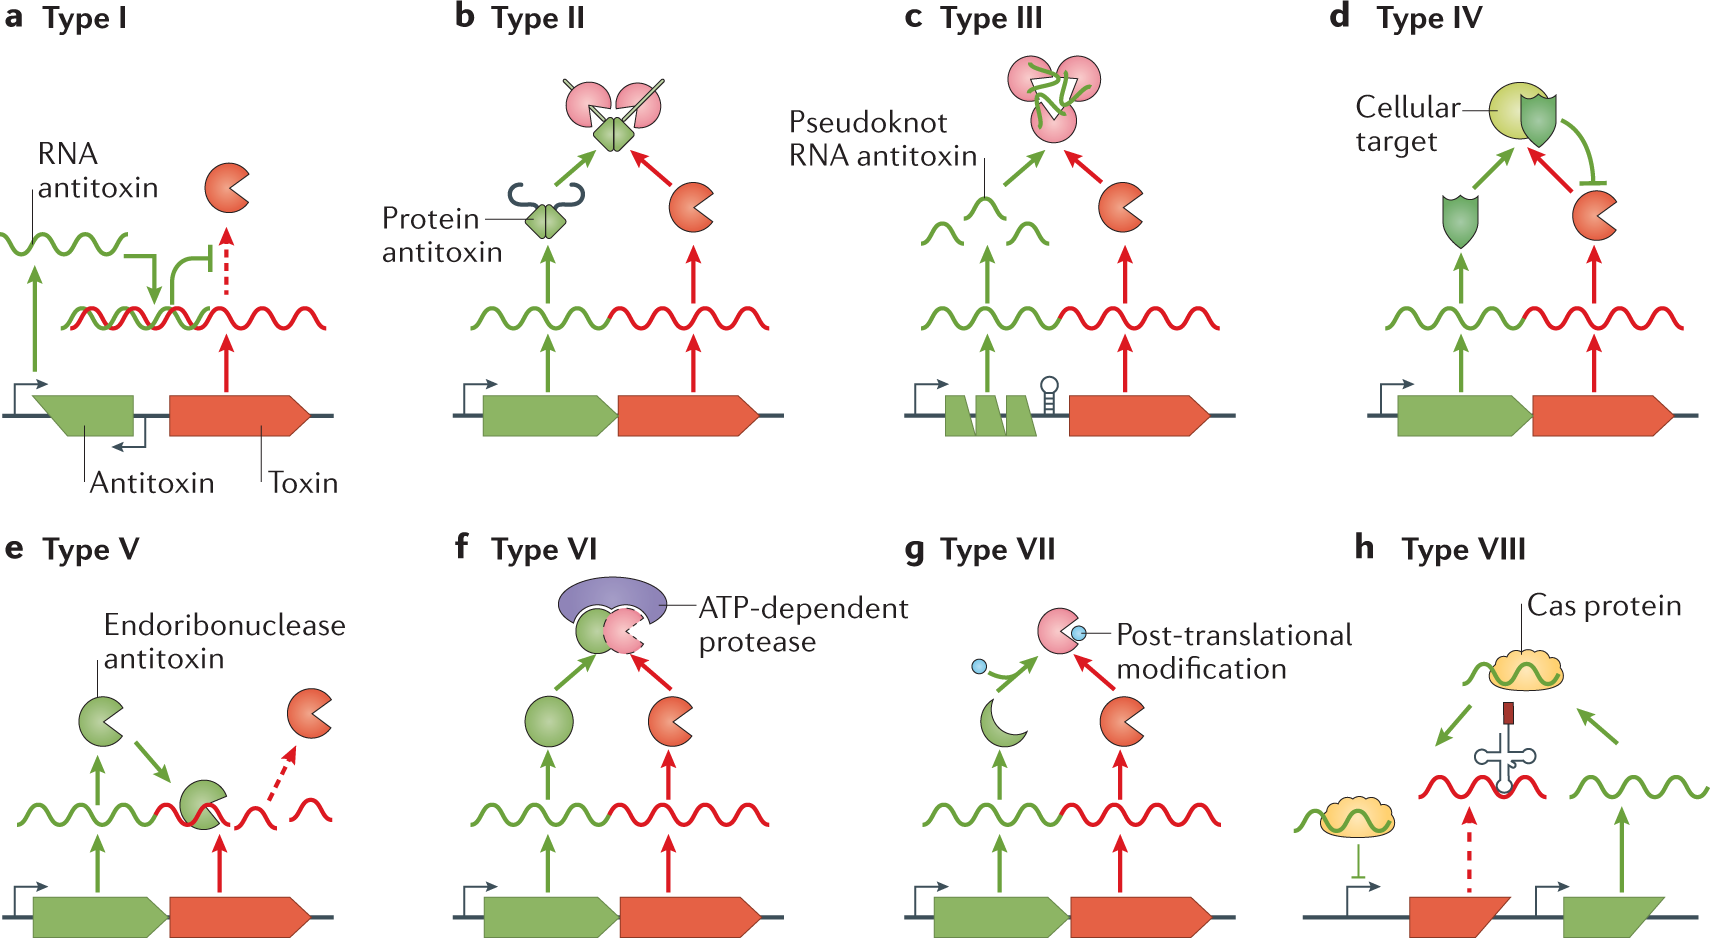 a Type I
RNA
antitoxin
Antitoxin
Toxin
b Type II
Protein
antitoxin
c Type III
Pseudoknot
RNA antitoxin
d Type IV
Cellular
target
e Type V
Endoribonuclease
antitoxin
f Type VI
ATP-dependent
protease
g Type VII
Post-translational
modification
h Type VIII
Cas protein